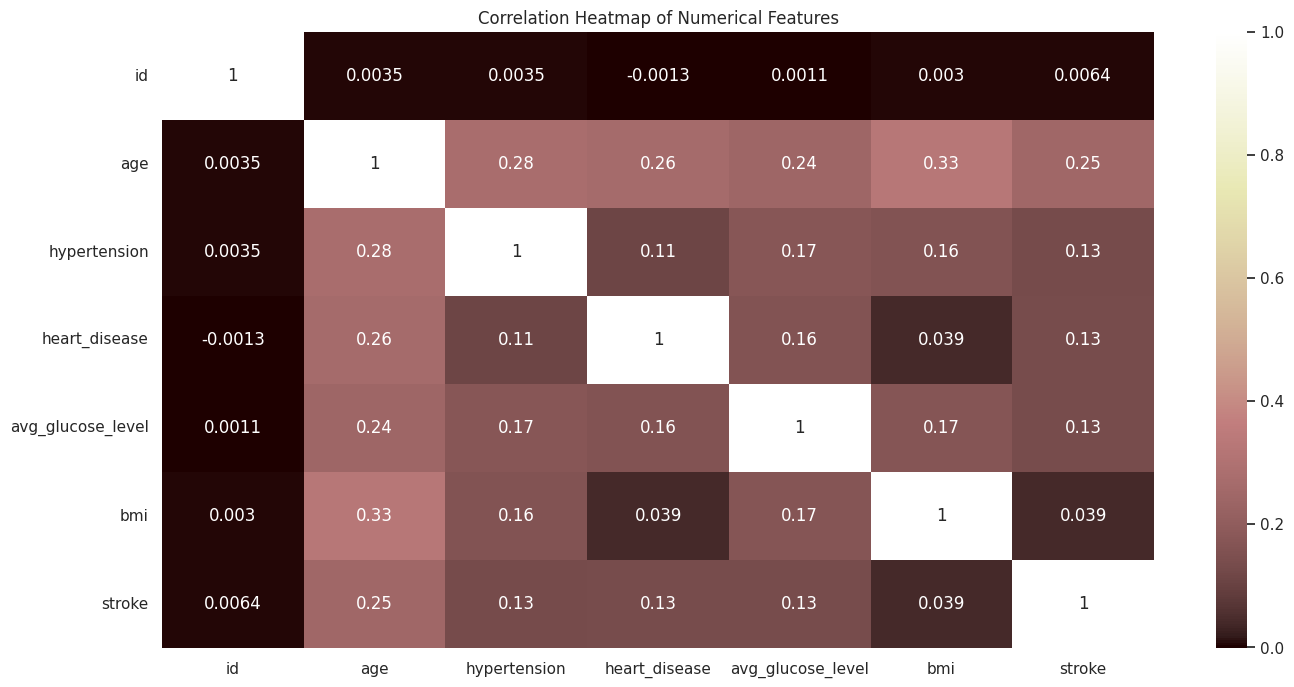 Correlation Heatmap of Numerical Features
id 1 0.0035 0.0035 -0.0013 0.0011 0.003 0.0064
age 0.0035 1 0.28 0.26 0.24 0.33 0.25
hypertension 0.0035 0.28 1 0.11 0.17 0.16 0.13
heart_disease -0.0013 0.26 0.11 1 0.16 0.039 0.13
avg_glucose_level 0.0011 0.24 0.17 0.16 1 0.17 0.13
bmi 0.003 0.33 0.16 0.039 0.17 1 0.039
stroke 0.0064 0.25 0.13 0.13 0.13 0.039 1
id age hypertension heart_disease avg_glucose_level bmi stroke
1.0
0.8
0.6
0.4
0.2
0.0